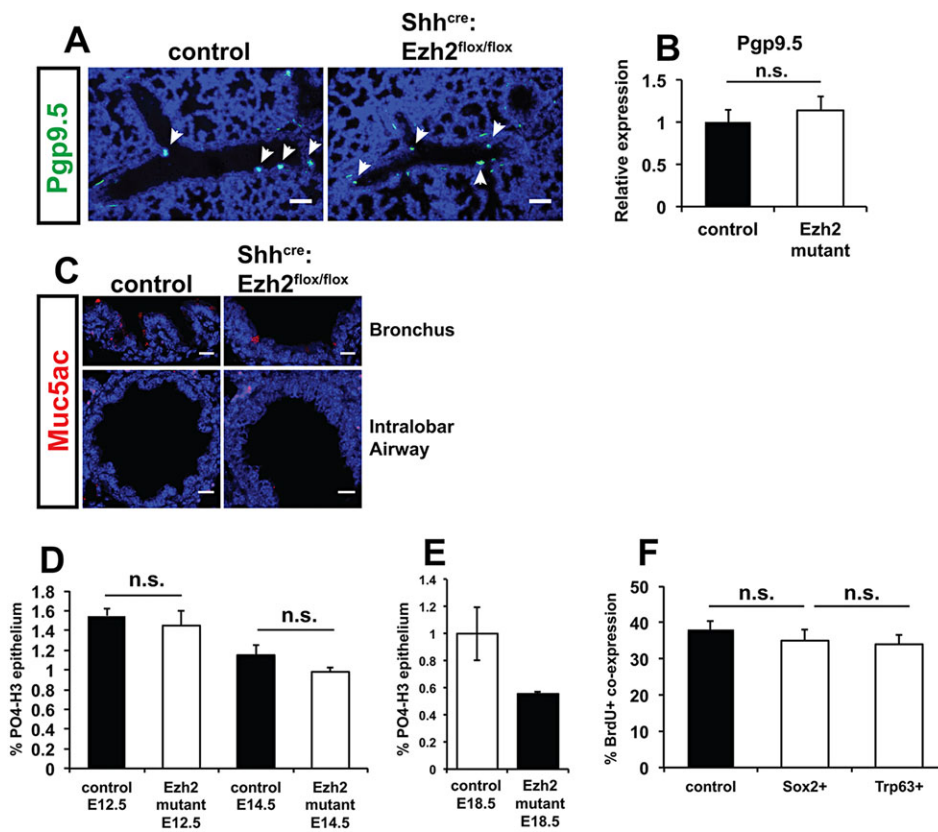 A
control
Shhcre:
Ezh2flox/flox
Pgp9.5
B
Pgp9.5
n.s.
Relative expression
1.5
1
0.5
0
control
Ezh2
mutant
C
control
Shhcre:
Ezh2flox/flox
Muc5ac
Bronchus
Intralobar
Airway
D
% PO4-H3 epithelium
1.8
1.6
1.4
1.2
1
0.8
0.6
0.4
0.2
0
n.s.
n.s.
control
E12.5
Ezh2
mutant
E12.5
control
E14.5
Ezh2
mutant
E14.5
E
% PO4-H3 epithelium
1.4
1.2
1
0.8
0.6
0.4
0.2
0
control
E18.5
Ezh2
mutant
E18.5
F
% BrdU+ co-expression
50
40
30
20
10
0
n.s.
n.s.
control
Sox2+
Trp63+